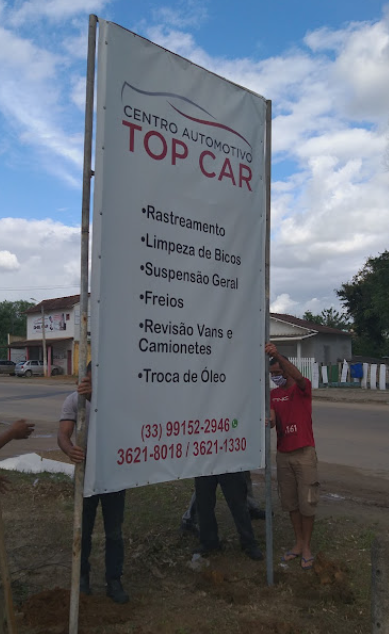 CENTRO AUTOMOTIVO
TOP CAR
•Rastreamento
•Limpeza de Bicos
•Suspensão Geral
•Freios
•Revisão Vans e
Camionetes
•Troca de Óleo
(33) 99152-2946
3621-8018 / 3621-1330